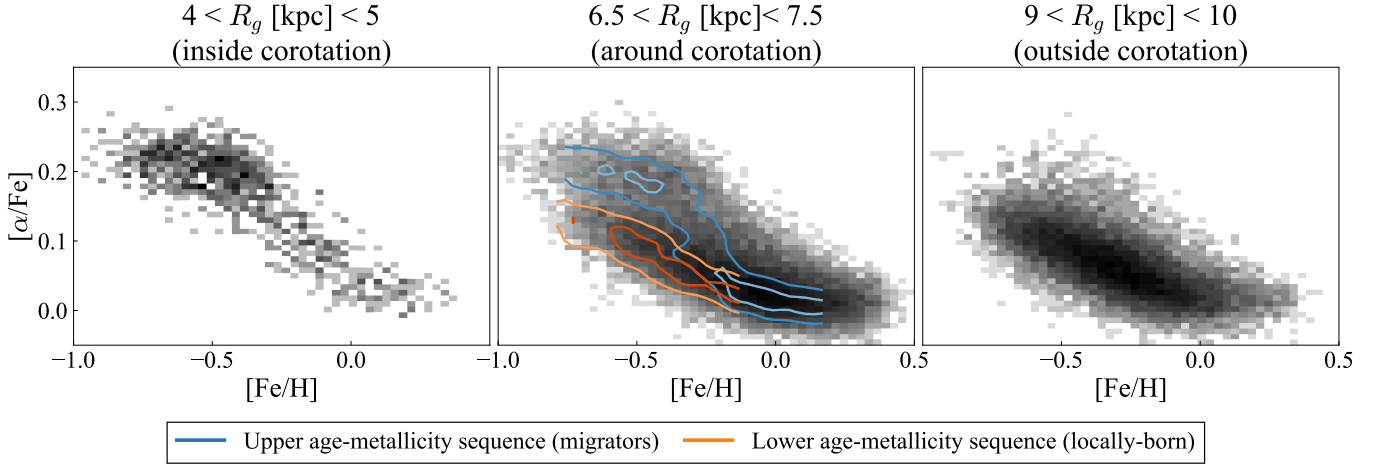 4 < R_g [kpc] < 5
(inside corotation)
6.5 < R_g [kpc]< 7.5
(around corotation)
9 < R_g [kpc] < 10
(outside corotation)
[α/Fe]
0.3
0.2
0.1
0.0
−1.0 −0.5 0.0
−1.0 −0.5 0.0 0.5
−0.5 0.0 0.5
[Fe/H]
[Fe/H]
[Fe/H]
Upper age-metallicity sequence (migrators)
Lower age-metallicity sequence (locally-born)